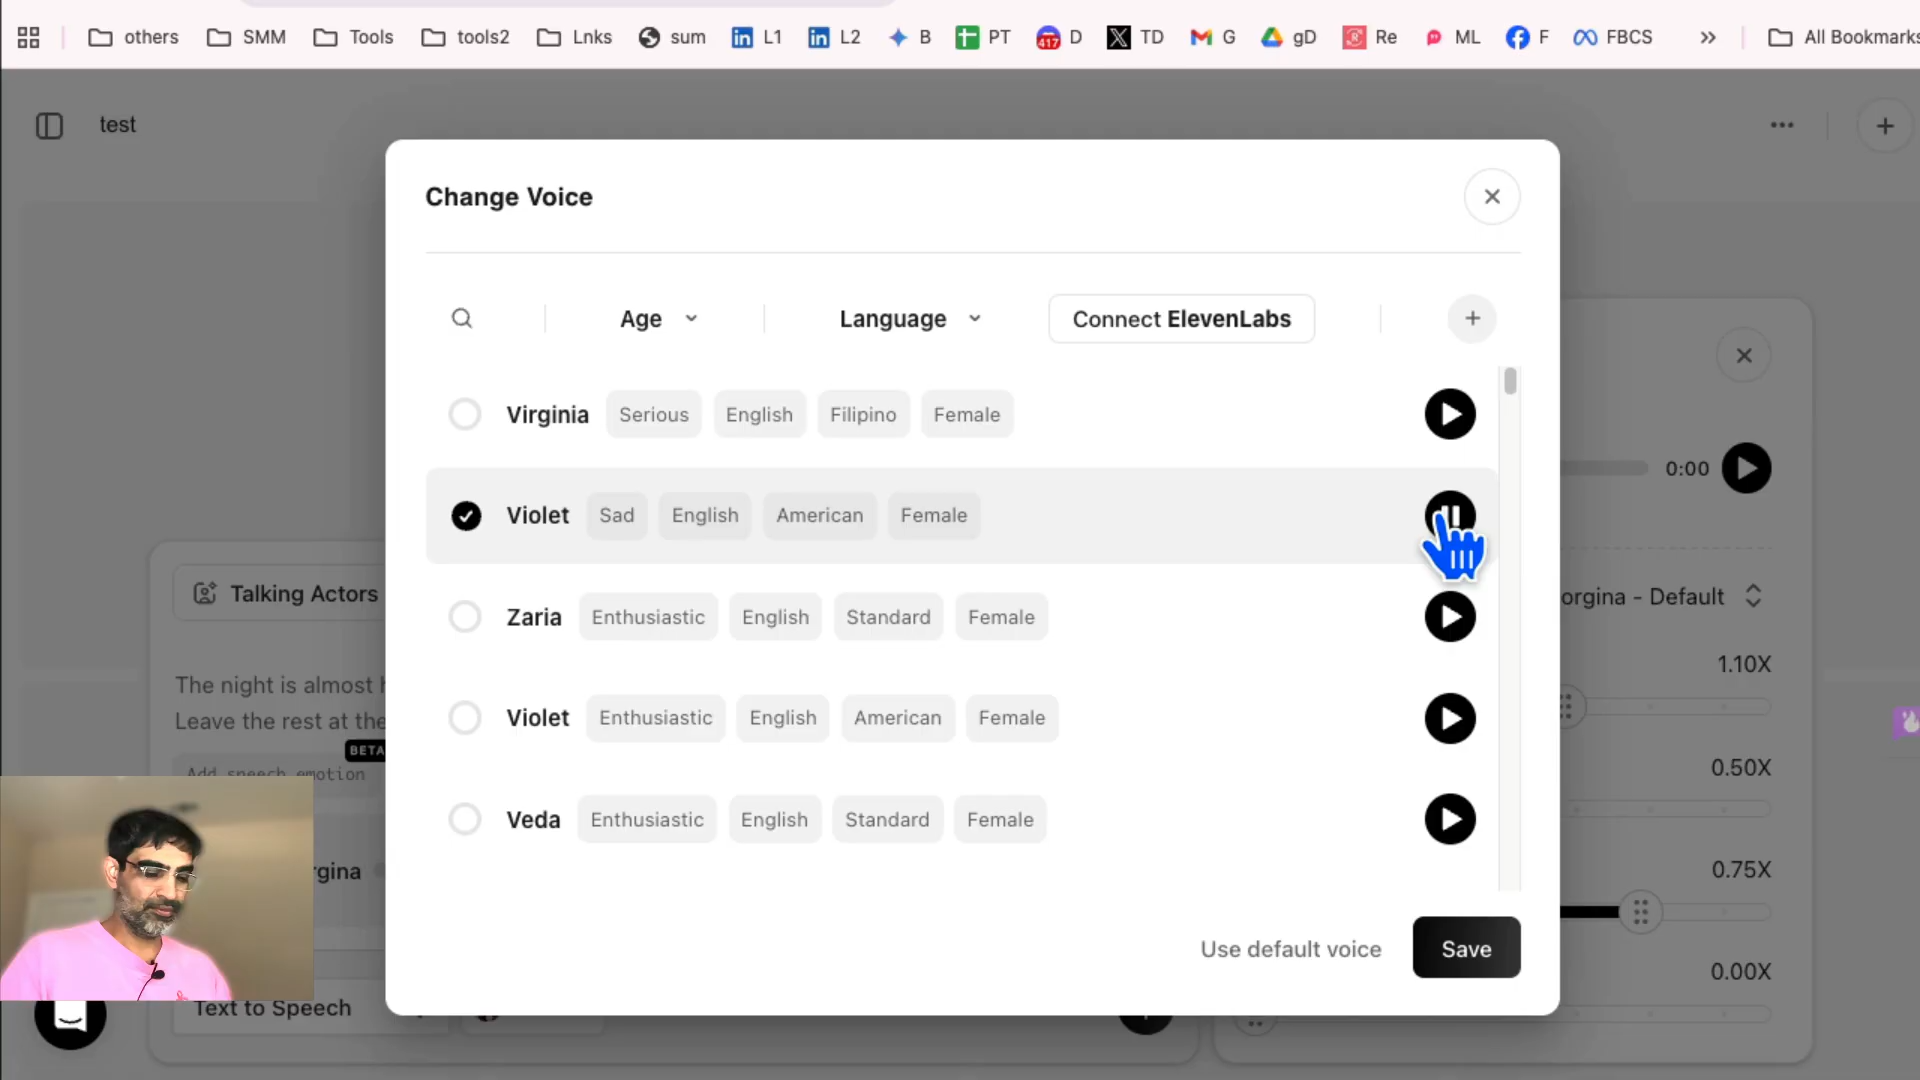 others SMM Tools tools2 Lnks sum L1 L2 B PT 417 D TD G gD Re ML F FBCS All Bookmarks
test
Change Voice
Age Language Connect ElevenLabs
Virginia Serious English Filipino Female
Violet Sad English American Female
0:00
Zaria Enthusiastic English Standard Female
Talking Actors
orgina - Default
1.10X
The night is almost
Leave the rest at the
Violet Enthusiastic English American Female
BETA
Add speech emotion
0.50X
Veda Enthusiastic English Standard Female
rgina
0.75X
Use default voice Save
0.00X
Text to Speech